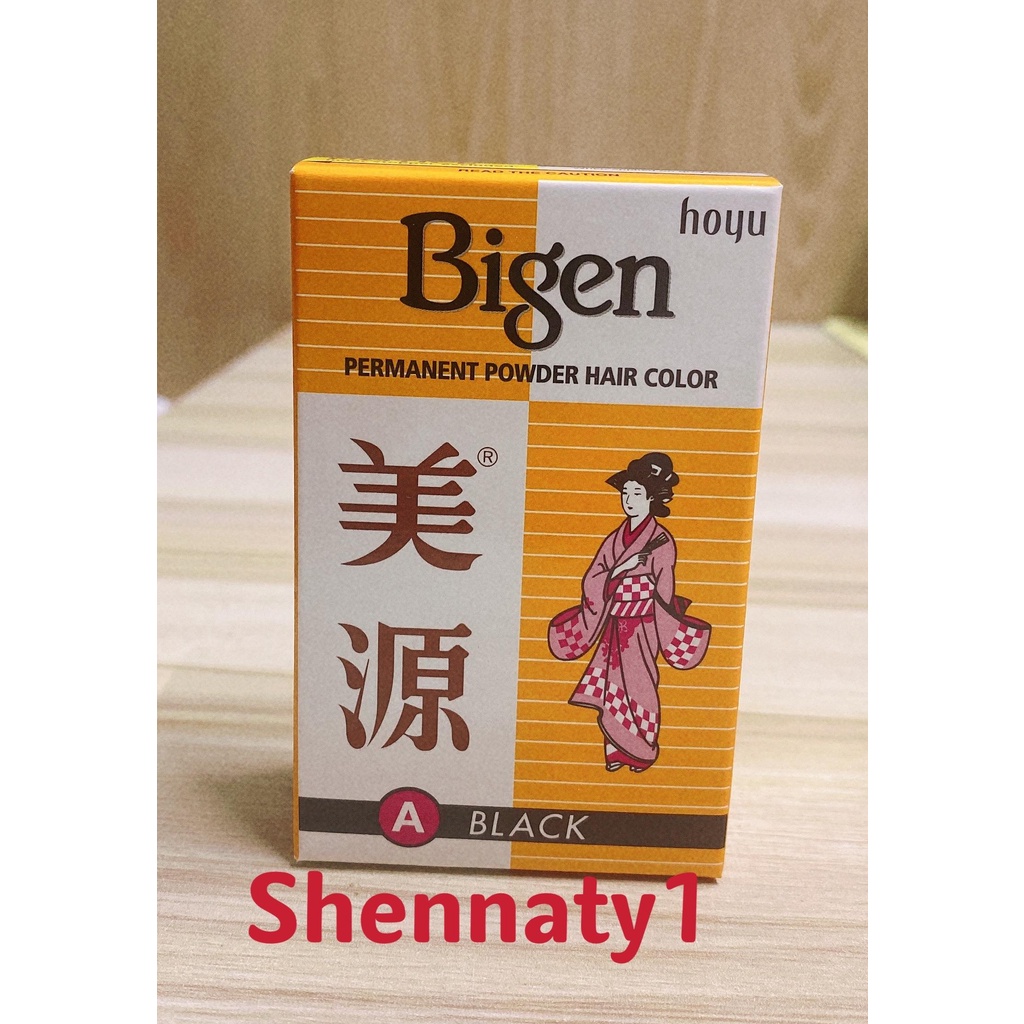 READ THE CAUTION
hoyu
Bigen
PERMANENT POWDER HAIR COLOR
美®
源
A BLACK
Shennaty1